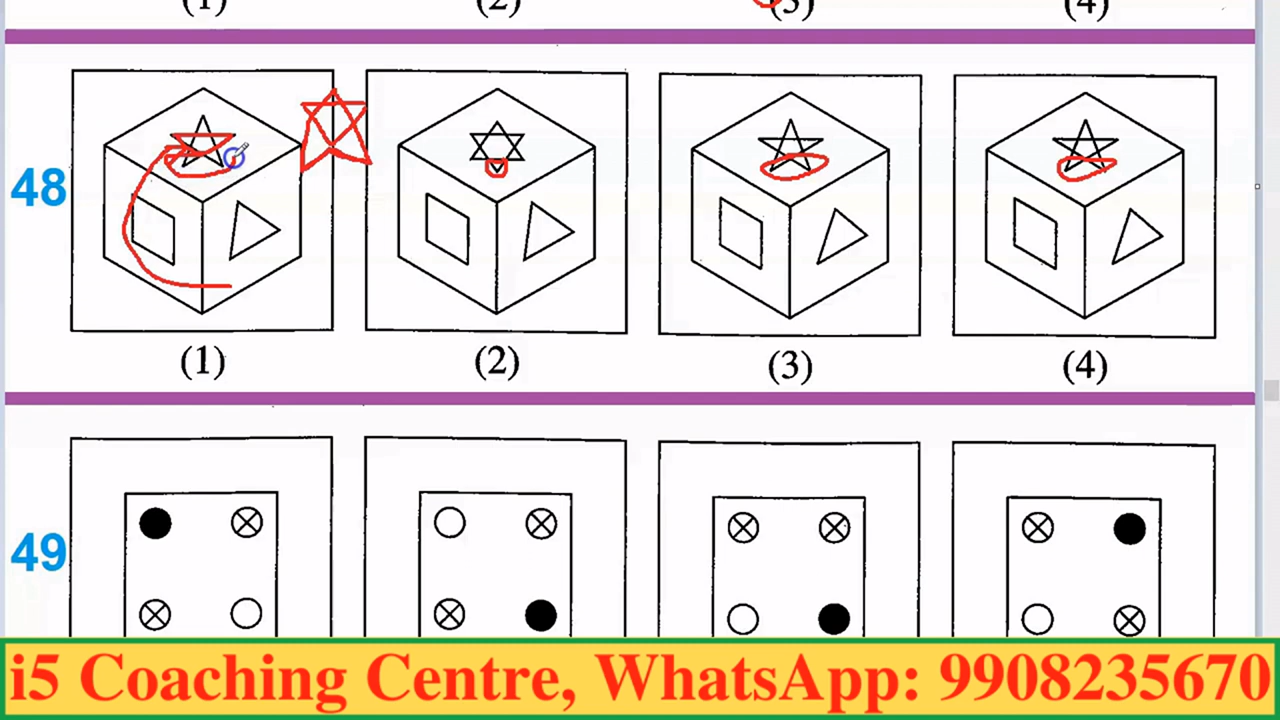 (1) (2) (3) (4)
48
(1) (2) (3) (4)
49
i5 Coaching Centre, WhatsApp: 9908235670